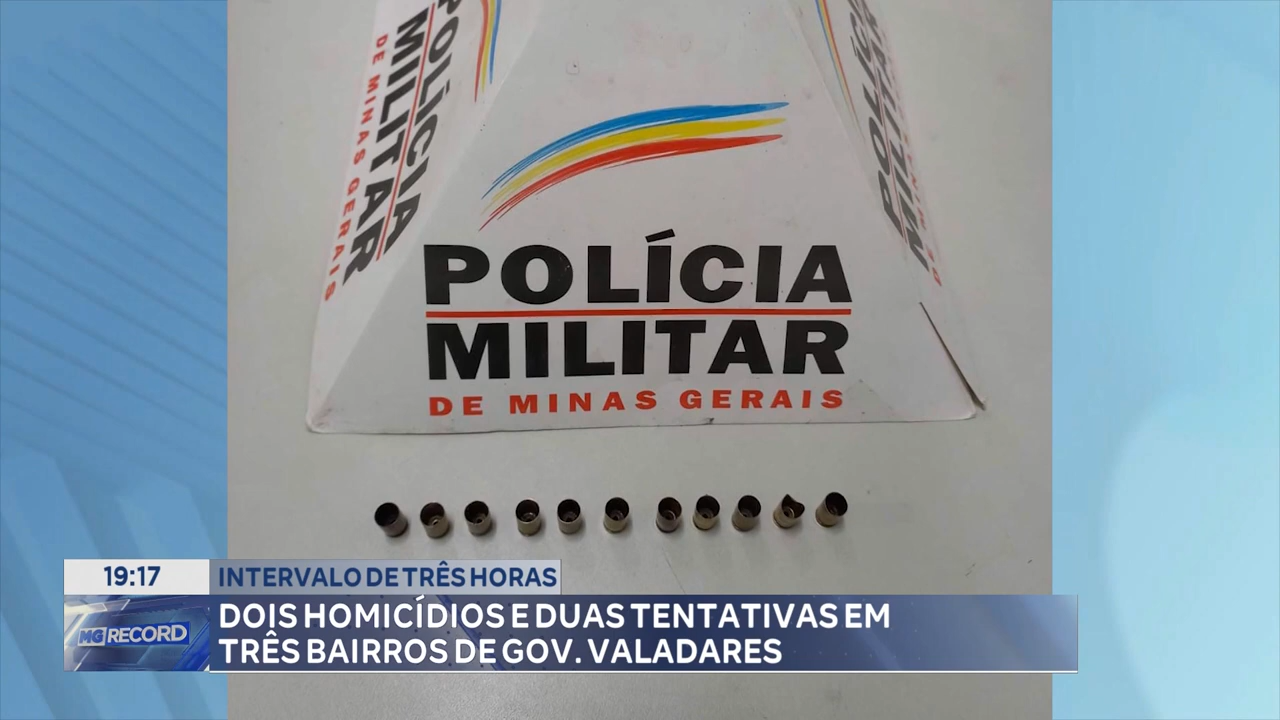 POLÍCIA
MILITAR
DE MINAS GERAIS
POLÍCIA
MILITAR
DE MINAS GERAIS
POLÍCIA
MILITAR
19:17
INTERVALO DE TRÊS HORAS
MG RECORD
DOIS HOMICÍDIOS E DUAS TENTATIVAS EM
TRÊS BAIRROS DE GOV. VALADARES